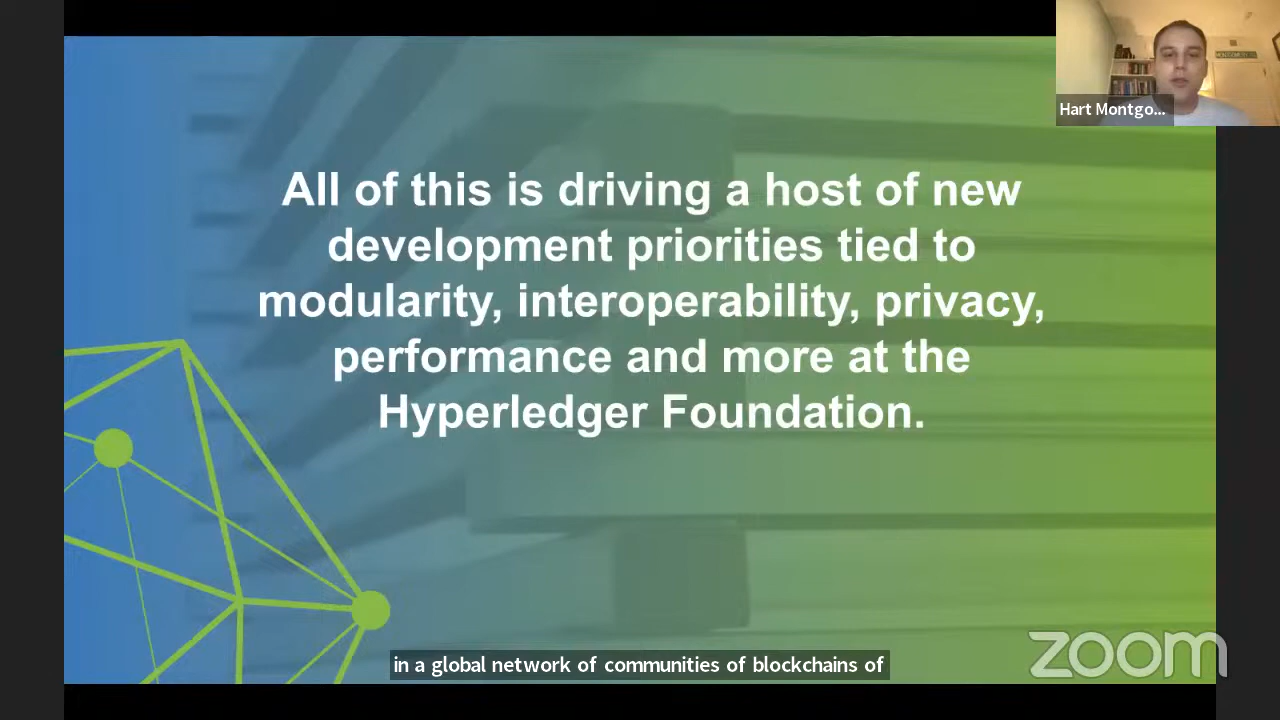 Hart Montgo...
All of this is driving a host of new
development priorities tied to
modularity, interoperability, privacy,
performance and more at the
Hyperledger Foundation.
in a global network of communities of blockchains of
zoom